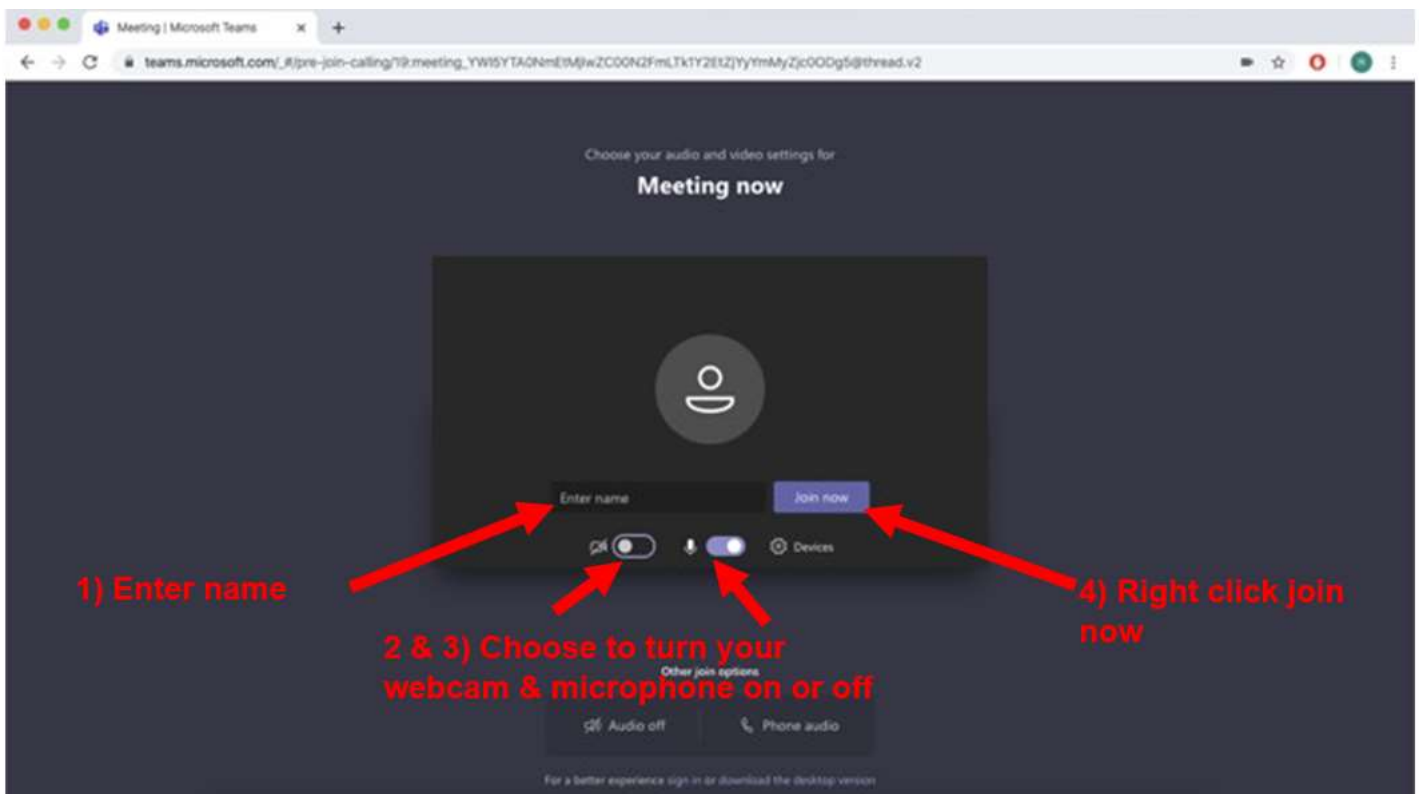 Meeting | Microsoft Teams
Choose your audio and video settings for
Meeting now
Enter name
Join now
Devices
1) Enter name
4) Right click join
now
2 & 3) Choose to turn your
webcam & microphone on or off
Other join options
Audio off
Phone audio
For a better experience sign in or download the desktop version